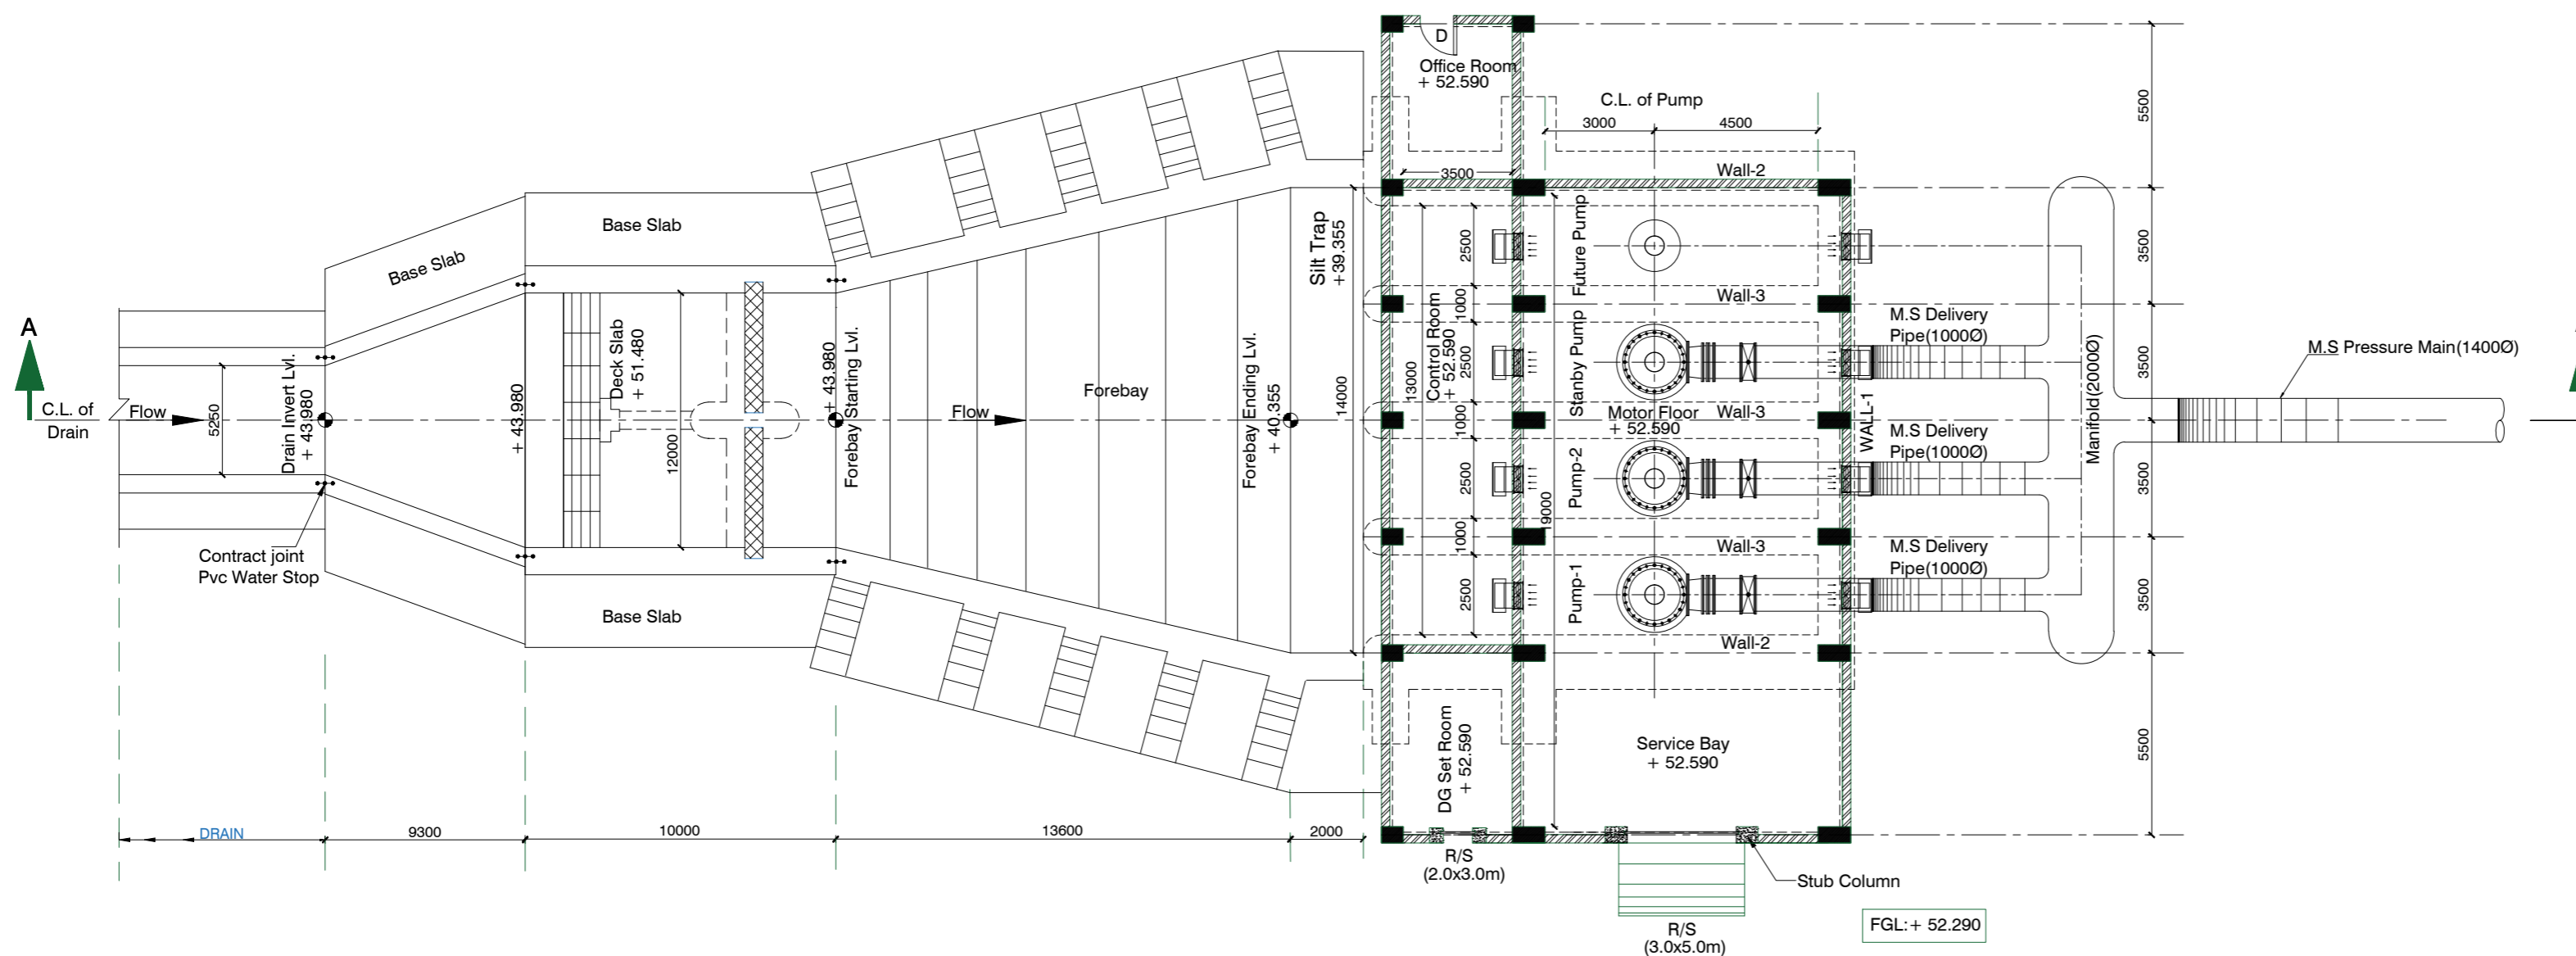 D
Office Room
+ 52.590
C.L. of Pump
3000
4500
5500
3500
Wall-2
A
C.L. of
Drain
Flow
5250
Drain Invert Lvl.
+ 43.980
Base Slab
Base Slab
+ 43.980
Deck Slab
+ 51.480
12000
+ 43.980
Forebay Starting Lvl.
Flow
Forebay
Forebay Ending Lvl.
+ 40.355
Silt Trap
+39.355
14000
13000
Control Room
+ 52.590
2500
1000
2500
1000
2500
1000
2500
19000
Future Pump
Wall-3
Stanby Pump
Motor Floor
+ 52.590
Wall-3
Pump-2
Wall-3
Pump-1
Wall-2
WALL-1
M.S Delivery
Pipe(1000Ø)
M.S Delivery
Pipe(1000Ø)
M.S Delivery
Pipe(1000Ø)
Manifold(2000Ø)
3500
3500
3500
3500
5500
M.S Pressure Main(1400Ø)
Contract joint
Pvc Water Stop
Base Slab
DG Set Room
+ 52.590
Service Bay
+ 52.590
DRAIN
9300
10000
13600
2000
R/S
(2.0x3.0m)
Stub Column
R/S
(3.0x5.0m)
FGL:+ 52.290